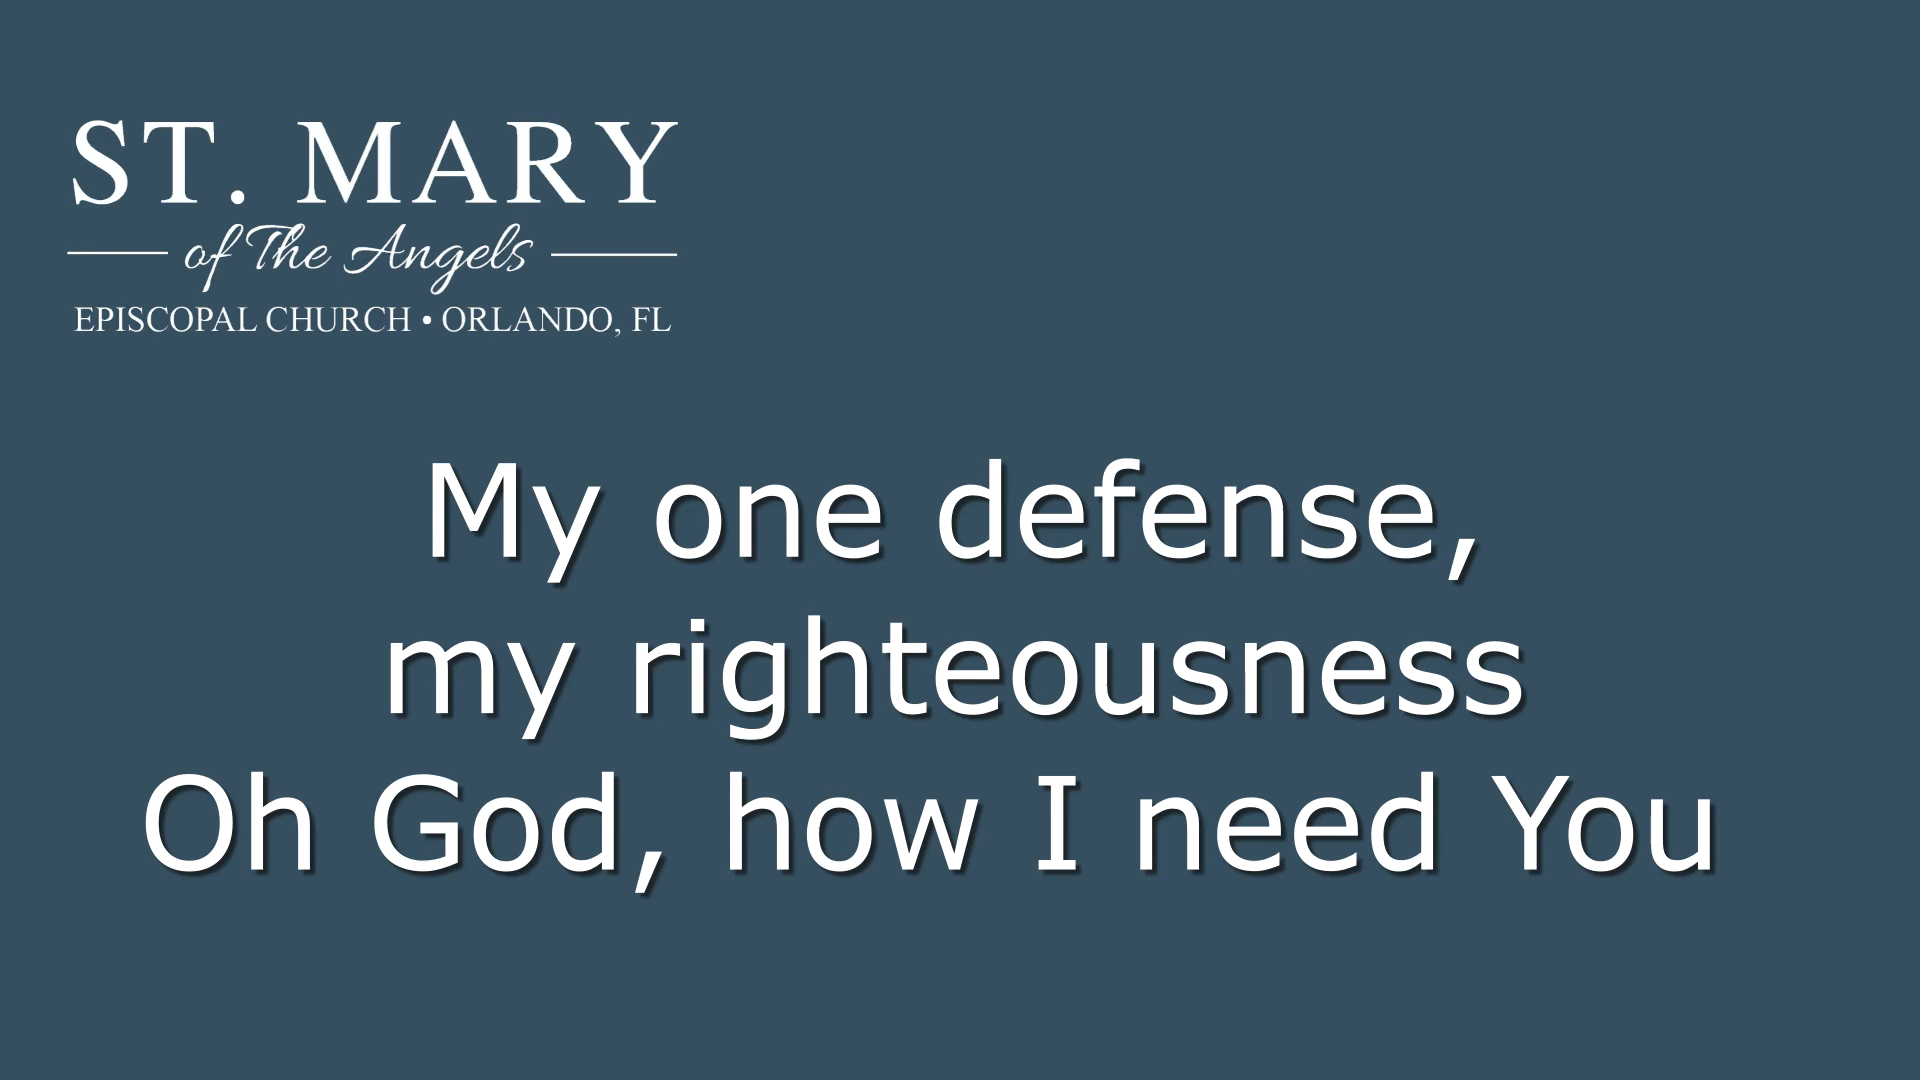 ST. MARY
of The Angels
EPISCOPAL CHURCH • ORLANDO, FL
My one defense,
my righteousness
Oh God, how I need You